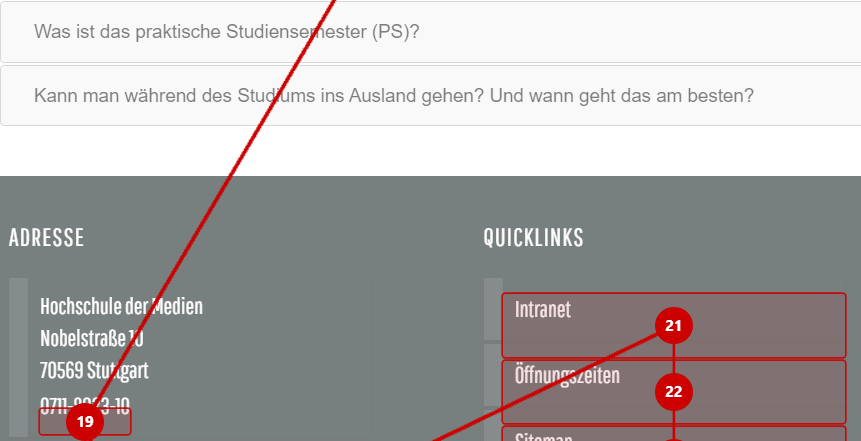 Was ist das praktische Studiensemester (PS)?
Kann man während des Studiums ins Ausland gehen? Und wann geht das am besten?
ADRESSE
Hochschule der Medien
Nobelstraße 10
70569 Stuttgart
0711-8923-10
19
QUICKLINKS
Intranet
21
Öffnungszeiten
22
Sitemap